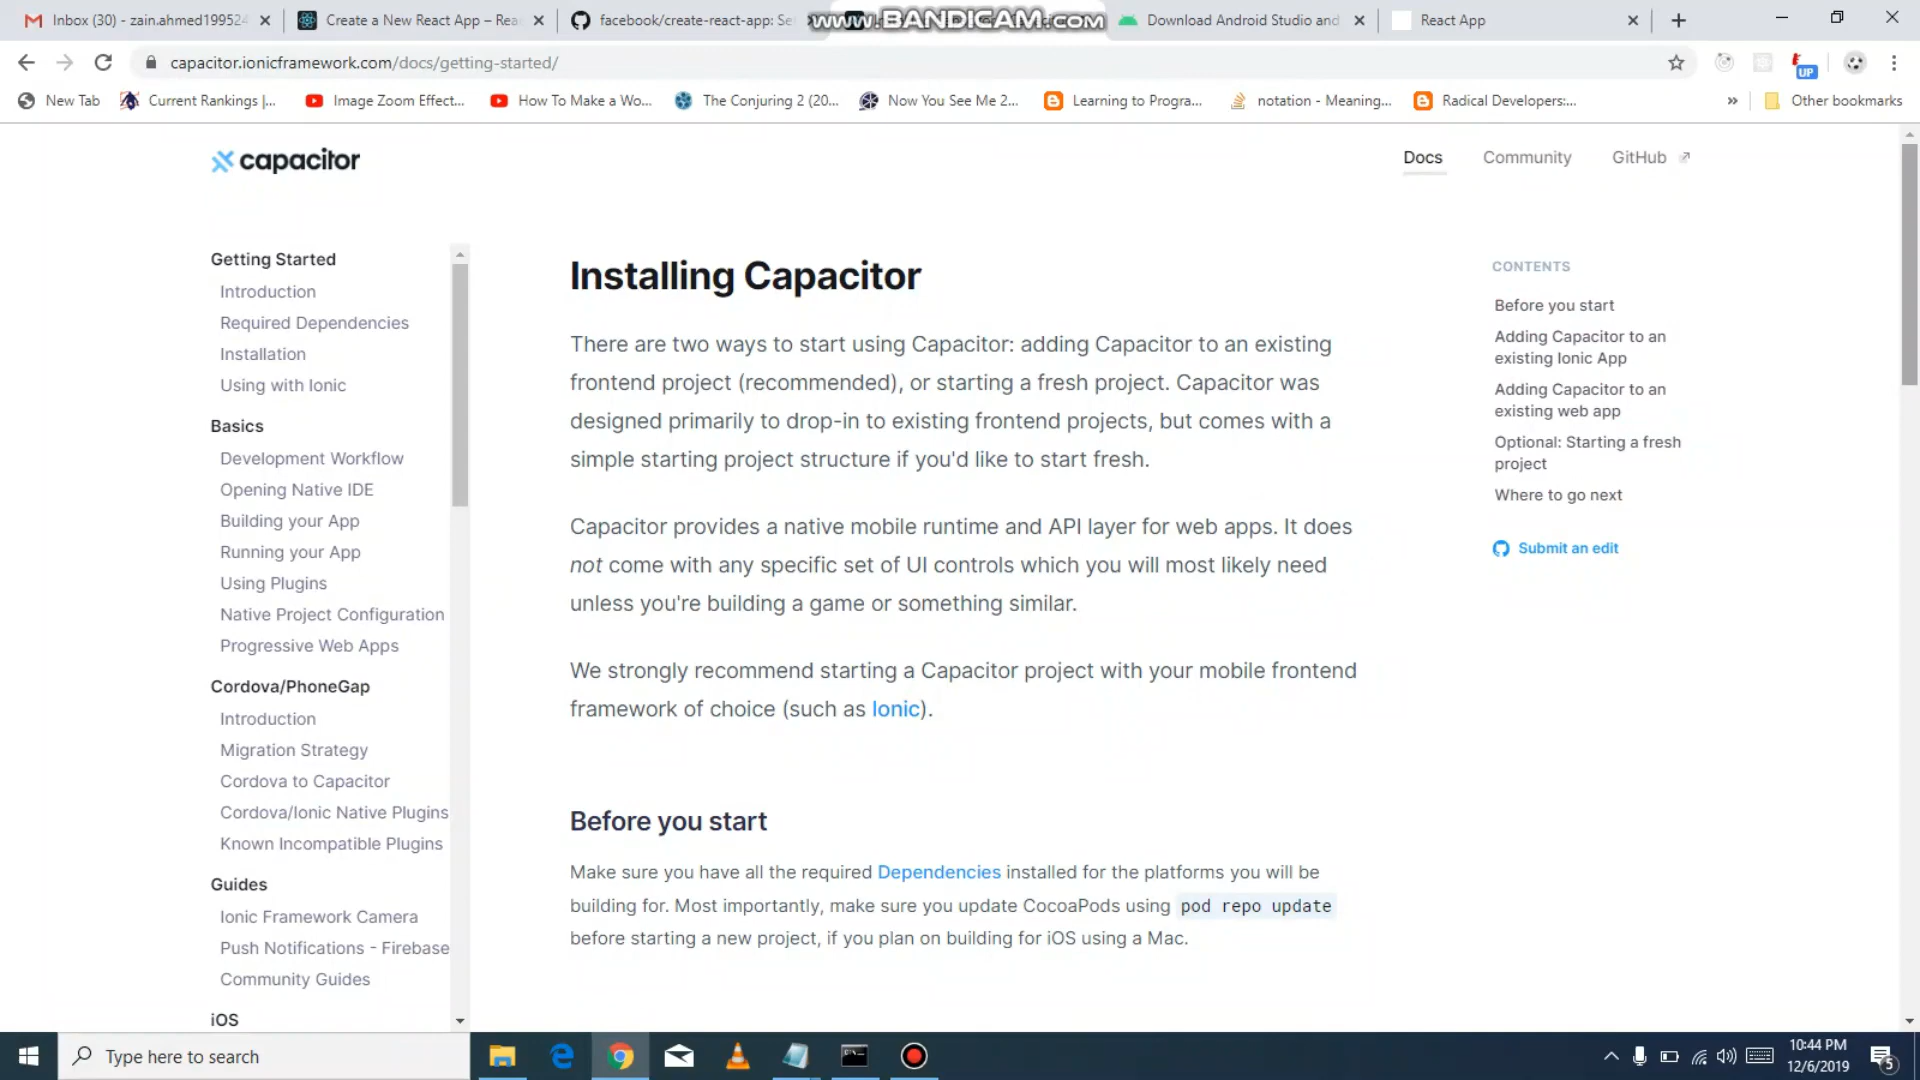 Inbox (30) - zain.ahmed199524
Create a New React App – Rea
facebook/create-react-app: Se
www.BANDICAM.com
Download Android Studio and
React App
capacitor.ionicframework.com/docs/getting-started/
UP
New Tab
Current Rankings |...
Image Zoom Effect...
How To Make a Wo...
The Conjuring 2 (20...
Now You See Me 2...
Learning to Progra...
notation - Meaning...
Radical Developers:...
»
Other bookmarks
capacitor
Docs
Community
GitHub
Getting Started
Introduction
Required Dependencies
Installation
Using with Ionic
Basics
Development Workflow
Opening Native IDE
Building your App
Running your App
Using Plugins
Native Project Configuration
Progressive Web Apps
Cordova/PhoneGap
Introduction
Migration Strategy
Cordova to Capacitor
Cordova/Ionic Native Plugins
Known Incompatible Plugins
Guides
Ionic Framework Camera
Push Notifications - Firebase
Community Guides
iOS
Installing Capacitor
There are two ways to start using Capacitor: adding Capacitor to an existing
frontend project (recommended), or starting a fresh project. Capacitor was
designed primarily to drop-in to existing frontend projects, but comes with a
simple starting project structure if you'd like to start fresh.
Capacitor provides a native mobile runtime and API layer for web apps. It does
not come with any specific set of UI controls which you will most likely need
unless you're building a game or something similar.
We strongly recommend starting a Capacitor project with your mobile frontend
framework of choice (such as Ionic).
Before you start
Make sure you have all the required Dependencies installed for the platforms you will be
building for. Most importantly, make sure you update CocoaPods using pod repo update
before starting a new project, if you plan on building for iOS using a Mac.
CONTENTS
Before you start
Adding Capacitor to an
existing Ionic App
Adding Capacitor to an
existing web app
Optional: Starting a fresh
project
Where to go next
Submit an edit
Type here to search
10:44 PM
12/6/2019
5